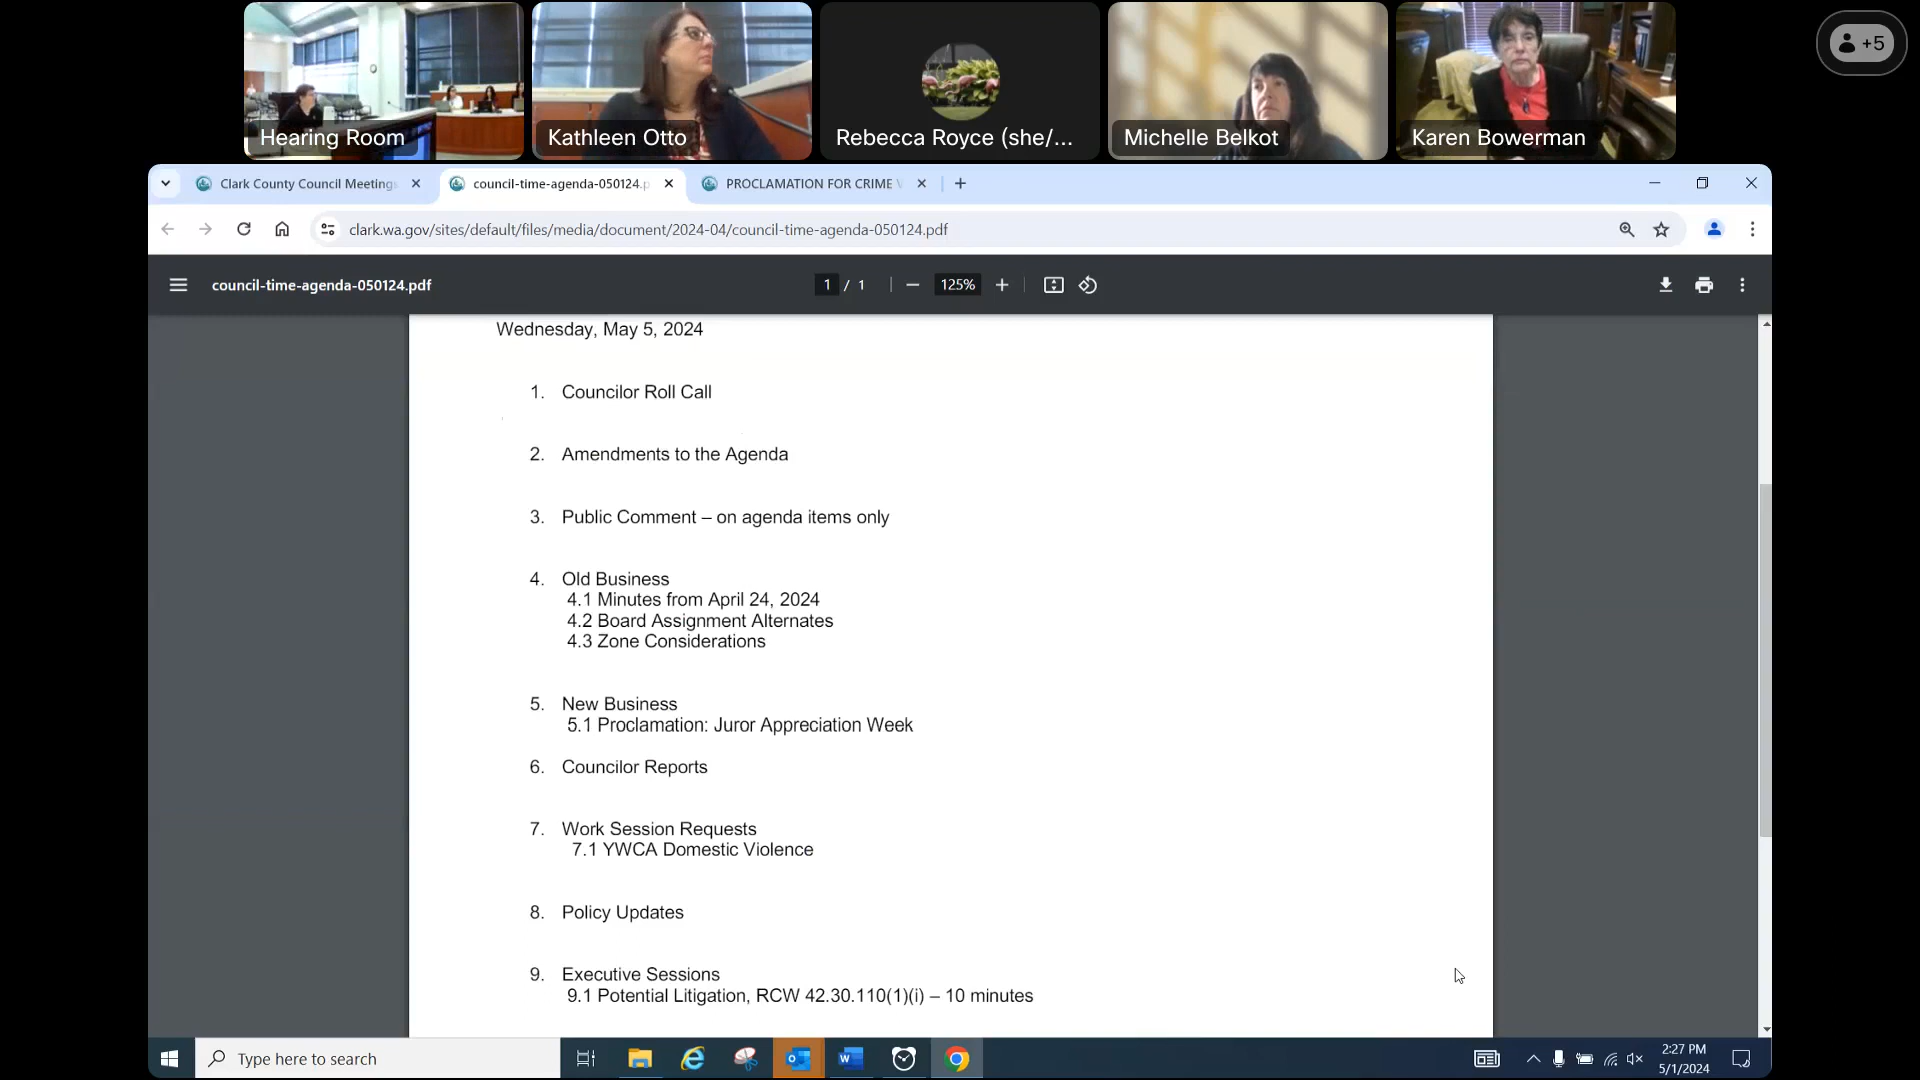 Hearing Room
Kathleen Otto
Rebecca Royce (she/...
Michelle Belkot
Karen Bowerman
+5
Clark County Council Meetings
council-time-agenda-050124.p
PROCLAMATION FOR CRIME
clark.wa.gov/sites/default/files/media/document/2024-04/council-time-agenda-050124.pdf
council-time-agenda-050124.pdf
1 / 1
125%
Wednesday, May 5, 2024
1. Councilor Roll Call
2. Amendments to the Agenda
3. Public Comment – on agenda items only
4. Old Business
4.1 Minutes from April 24, 2024
4.2 Board Assignment Alternates
4.3 Zone Considerations
5. New Business
5.1 Proclamation: Juror Appreciation Week
6. Councilor Reports
7. Work Session Requests
7.1 YWCA Domestic Violence
8. Policy Updates
9. Executive Sessions
9.1 Potential Litigation, RCW 42.30.110(1)(i) – 10 minutes
Type here to search
2:27 PM
5/1/2024